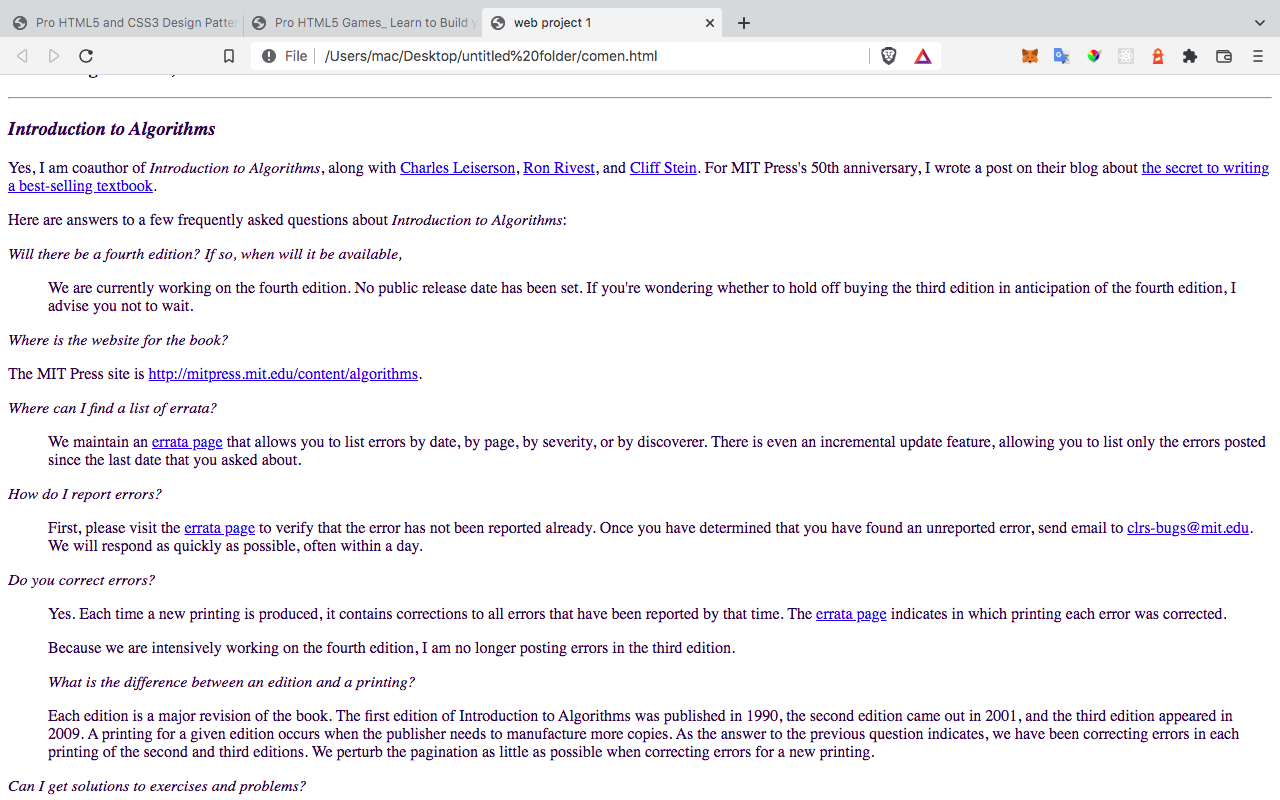 Pro HTML5 and CSS3 Design Patter
Pro HTML5 Games_ Learn to Build y
web project 1
File
/Users/mac/Desktop/untitled%20folder/comen.html
Introduction to Algorithms
Yes, I am coauthor of Introduction to Algorithms, along with Charles Leiserson, Ron Rivest, and Cliff Stein. For MIT Press's 50th anniversary, I wrote a post on their blog about the secret to writing
a best-selling textbook.
Here are answers to a few frequently asked questions about Introduction to Algorithms:
Will there be a fourth edition? If so, when will it be available,
We are currently working on the fourth edition. No public release date has been set. If you're wondering whether to hold off buying the third edition in anticipation of the fourth edition, I
advise you not to wait.
Where is the website for the book?
The MIT Press site is http://mitpress.mit.edu/content/algorithms.
Where can I find a list of errata?
We maintain an errata page that allows you to list errors by date, by page, by severity, or by discoverer. There is even an incremental update feature, allowing you to list only the errors posted
since the last date that you asked about.
How do I report errors?
First, please visit the errata page to verify that the error has not been reported already. Once you have determined that you have found an unreported error, send email to clrs-bugs@mit.edu.
We will respond as quickly as possible, often within a day.
Do you correct errors?
Yes. Each time a new printing is produced, it contains corrections to all errors that have been reported by that time. The errata page indicates in which printing each error was corrected.
Because we are intensively working on the fourth edition, I am no longer posting errors in the third edition.
What is the difference between an edition and a printing?
Each edition is a major revision of the book. The first edition of Introduction to Algorithms was published in 1990, the second edition came out in 2001, and the third edition appeared in
2009. A printing for a given edition occurs when the publisher needs to manufacture more copies. As the answer to the previous question indicates, we have been correcting errors in each
printing of the second and third editions. We perturb the pagination as little as possible when correcting errors for a new printing.
Can I get solutions to exercises and problems?